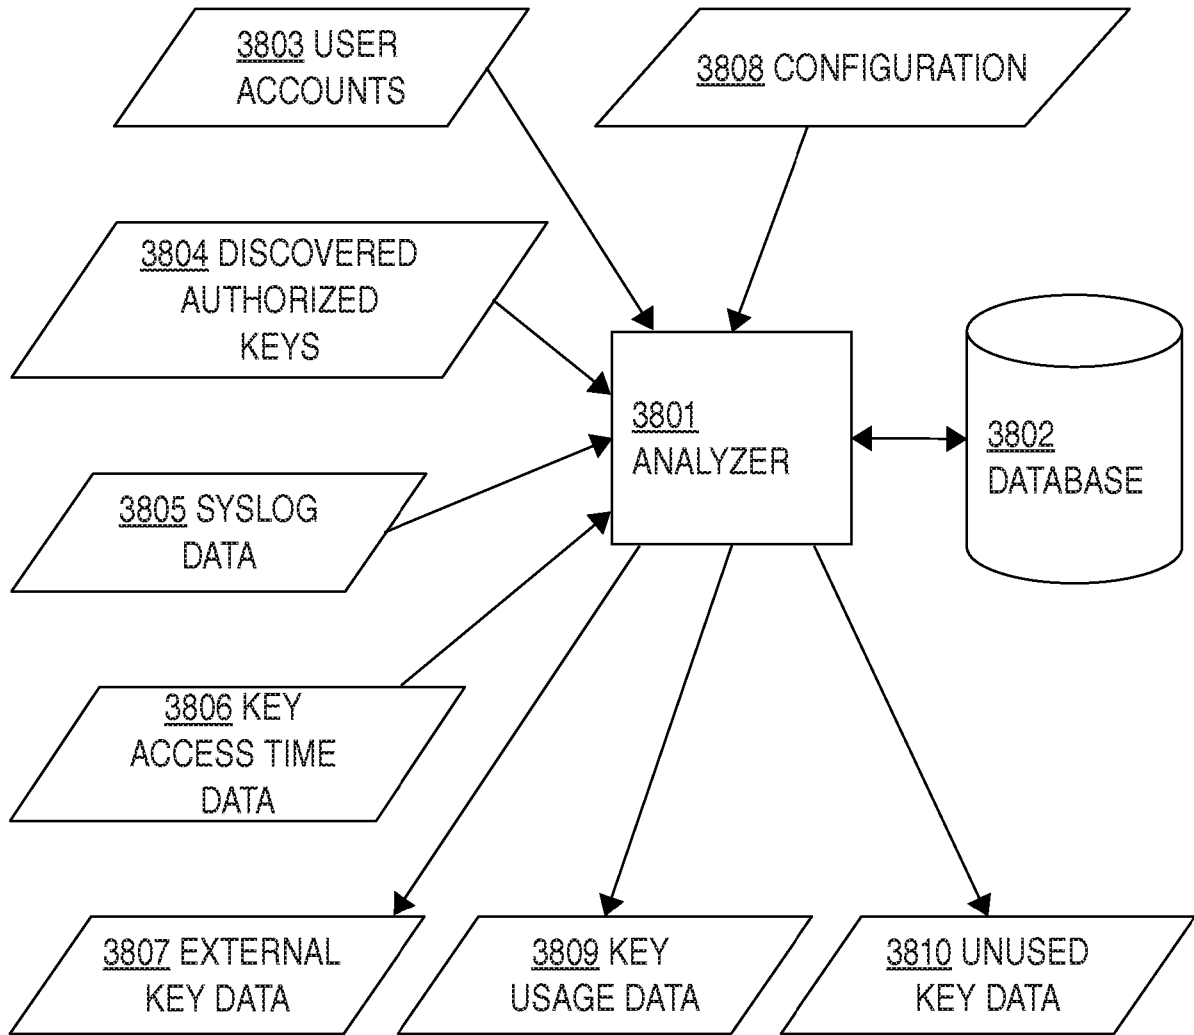 3803 USER
ACCOUNTS
3808 CONFIGURATION
3804 DISCOVERED
AUTHORIZED
KEYS
3801
ANALYZER
3802
DATABASE
3805 SYSLOG
DATA
3806 KEY
ACCESS TIME
DATA
3807 EXTERNAL
KEY DATA
3809 KEY
USAGE DATA
3810 UNUSED
KEY DATA